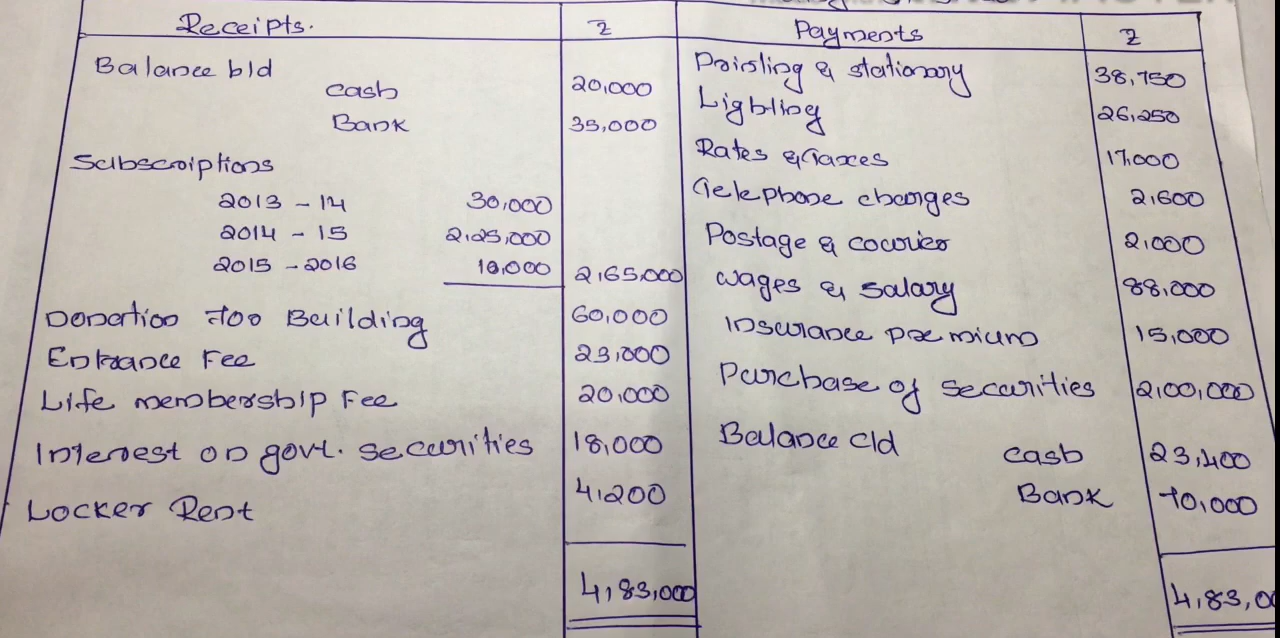 Receipts. ₹ Payments ₹
Balance b/d Printing & stationary 38,750
cash 20,000 Lighting 26,250
Bank 35,000 Rates & Taxes 17,000
Subscriptions Telephone charges 2,600
2013 - 14 30,000 Postage & courier 2,000
2014 - 15 2,25,000
2015 - 2016 10,000 2,65,000 wages & salary 88,000
Donation for Building 60,000 Insurance premium 15,000
Entrance Fee 23,000 Purchase of securities 2,00,000
Life membership Fee 20,000
Interest on govt. securities 18,000 Balance c/d cash 23,400
Locker Rent 4,200 Bank 70,000
4,83,000 4,83,0